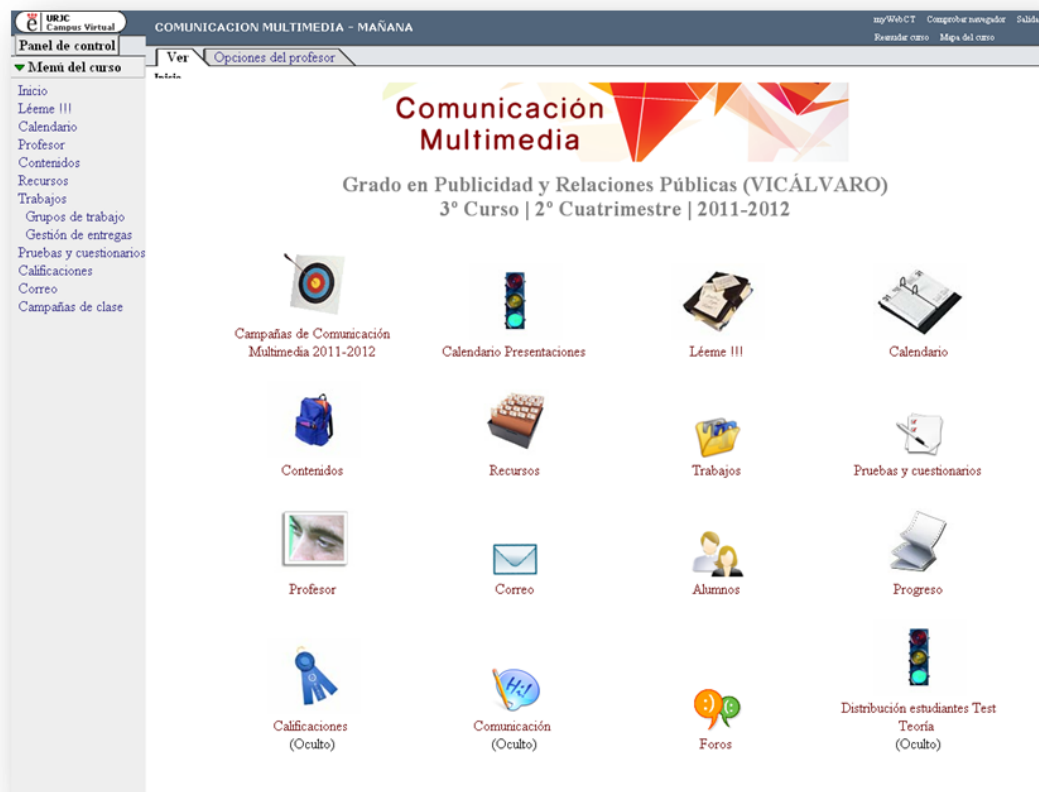 URJC
Campus Virtual
COMUNICACION MULTIMEDIA - MAÑANA
myWebCT Comprobar navegador Salida
Reanudar curso Mapa del curso
Panel de control
Menú del curso
Ver Opciones del profesor
Inicio
Inicio
Léeme !!!
Calendario
Profesor
Contenidos
Recursos
Trabajos
Grupos de trabajo
Gestión de entregas
Pruebas y cuestionarios
Calificaciones
Correo
Campañas de clase
Comunicación
Multimedia
Grado en Publicidad y Relaciones Públicas (VICÁLVARO)
3º Curso | 2º Cuatrimestre | 2011-2012
Campañas de Comunicación
Multimedia 2011-2012
Calendario Presentaciones
Léeme !!!
Calendario
Contenidos
Recursos
Trabajos
Pruebas y cuestionarios
Profesor
Correo
Alumnos
Progreso
Calificaciones
(Oculto)
Hi!
Comunicación
(Oculto)
Foros
Distribución estudiantes Test
Teoría
(Oculto)